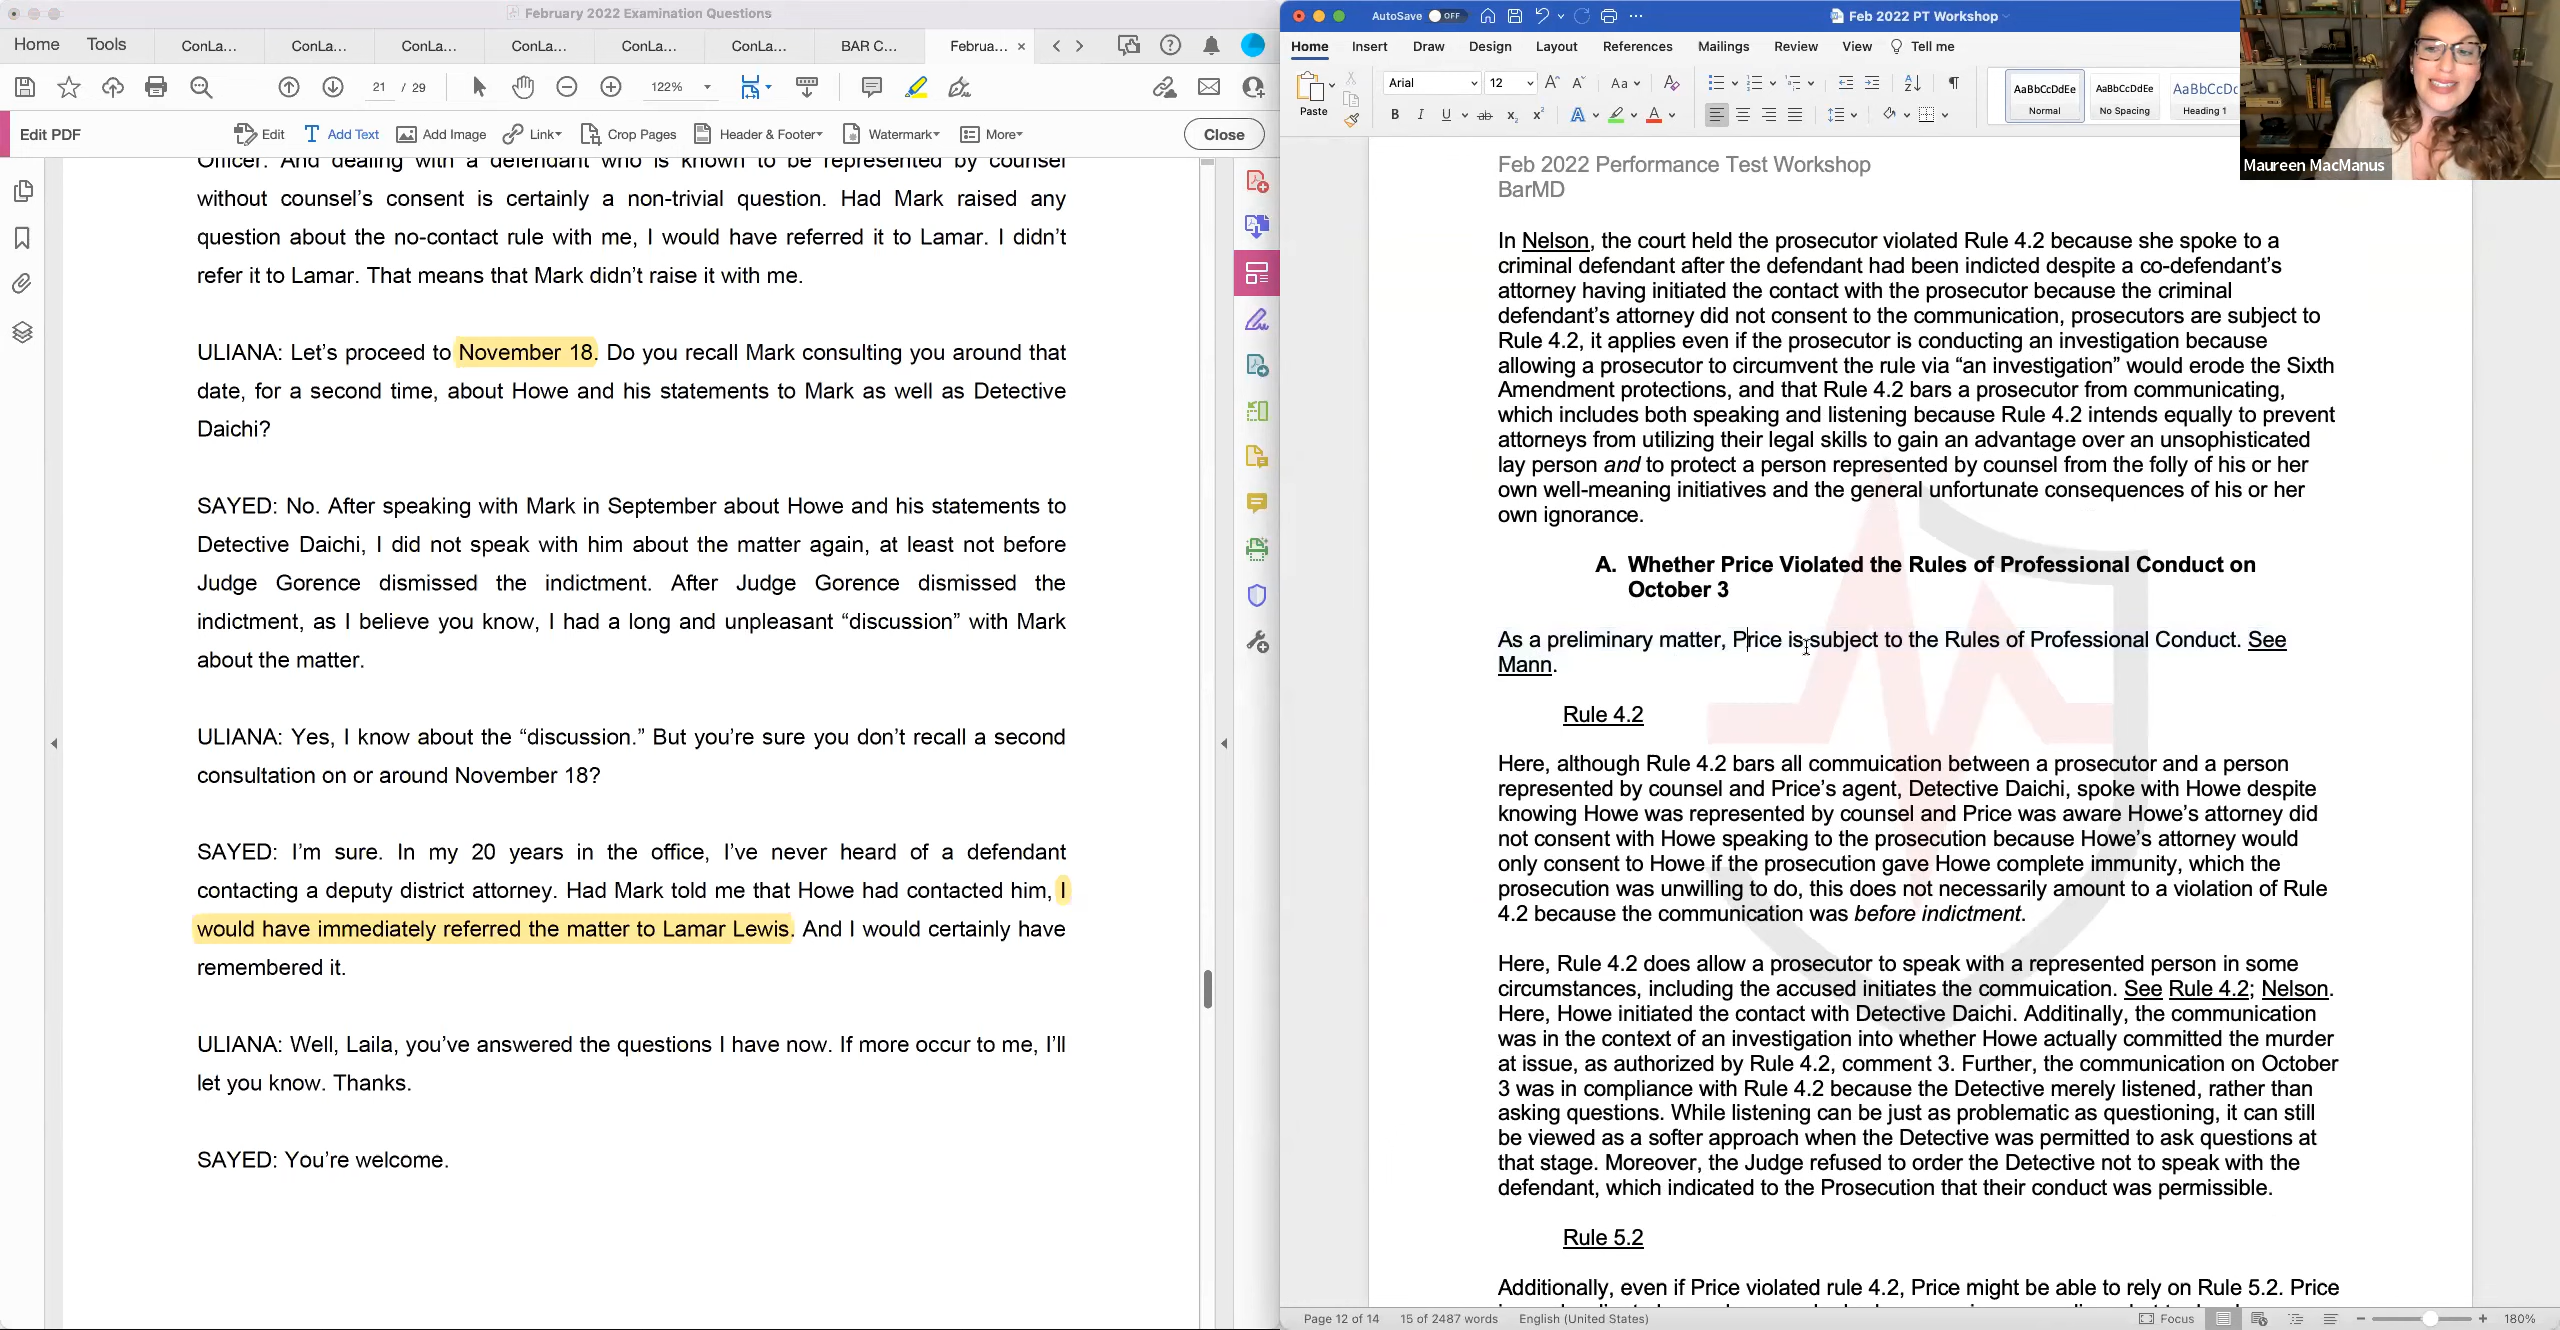 February 2022 Examination Questions
Home Tools ConLa... ConLa... ConLa... ConLa... ConLa... ConLa... BAR C... Februa... ×
21 / 29 122%
Edit PDF Edit Add Text Add Image Link Crop Pages Header & Footer Watermark More Close
Officer. And dealing with a defendant who is known to be represented by counsel
without counsel’s consent is certainly a non-trivial question. Had Mark raised any
question about the no-contact rule with me, I would have referred it to Lamar. I didn’t
refer it to Lamar. That means that Mark didn’t raise it with me.
ULIANA: Let’s proceed to November 18. Do you recall Mark consulting you around that
date, for a second time, about Howe and his statements to Mark as well as Detective
Daichi?
SAYED: No. After speaking with Mark in September about Howe and his statements to
Detective Daichi, I did not speak with him about the matter again, at least not before
Judge Gorence dismissed the indictment. After Judge Gorence dismissed the
indictment, as I believe you know, I had a long and unpleasant “discussion” with Mark
about the matter.
ULIANA: Yes, I know about the “discussion.” But you’re sure you don’t recall a second
consultation on or around November 18?
SAYED: I’m sure. In my 20 years in the office, I’ve never heard of a defendant
contacting a deputy district attorney. Had Mark told me that Howe had contacted him, I
would have immediately referred the matter to Lamar Lewis. And I would certainly have
remembered it.
ULIANA: Well, Laila, you’ve answered the questions I have now. If more occur to me, I’ll
let you know. Thanks.
SAYED: You’re welcome.
AutoSave OFF Feb 2022 PT Workshop
Home Insert Draw Design Layout References Mailings Review View Tell me
Paste Arial 12 Aa
B I U ab x₂ x² A A
AaBbCcDdEe AaBbCcDdEe AaBbCcDc
Normal No Spacing Heading 1
Maureen MacManus
Feb 2022 Performance Test Workshop
BarMD
In Nelson, the court held the prosecutor violated Rule 4.2 because she spoke to a
criminal defendant after the defendant had been indicted despite a co-defendant’s
attorney having initiated the contact with the prosecutor because the criminal
defendant’s attorney did not consent to the communication, prosecutors are subject to
Rule 4.2, it applies even if the prosecutor is conducting an investigation because
allowing a prosecutor to circumvent the rule via “an investigation” would erode the Sixth
Amendment protections, and that Rule 4.2 bars a prosecutor from communicating,
which includes both speaking and listening because Rule 4.2 intends equally to prevent
attorneys from utilizing their legal skills to gain an advantage over an unsophisticated
lay person and to protect a person represented by counsel from the folly of his or her
own well-meaning initiatives and the general unfortunate consequences of his or her
own ignorance.
A. Whether Price Violated the Rules of Professional Conduct on
October 3
As a preliminary matter, Price is subject to the Rules of Professional Conduct. See
Mann.
Rule 4.2
Here, although Rule 4.2 bars all commuication between a prosecutor and a person
represented by counsel and Price’s agent, Detective Daichi, spoke with Howe despite
knowing Howe was represented by counsel and Price was aware Howe’s attorney did
not consent with Howe speaking to the prosecution because Howe’s attorney would
only consent to Howe if the prosecution gave Howe complete immunity, which the
prosecution was unwilling to do, this does not necessarily amount to a violation of Rule
4.2 because the communication was before indictment.
Here, Rule 4.2 does allow a prosecutor to speak with a represented person in some
circumstances, including the accused initiates the commuication. See Rule 4.2; Nelson.
Here, Howe initiated the contact with Detective Daichi. Additinally, the communication
was in the context of an investigation into whether Howe actually committed the murder
at issue, as authorized by Rule 4.2, comment 3. Further, the communication on October
3 was in compliance with Rule 4.2 because the Detective merely listened, rather than
asking questions. While listening can be just as problematic as questioning, it can still
be viewed as a softer approach when the Detective was permitted to ask questions at
that stage. Moreover, the Judge refused to order the Detective not to speak with the
defendant, which indicated to the Prosecution that their conduct was permissible.
Rule 5.2
Additionally, even if Price violated rule 4.2, Price might be able to rely on Rule 5.2. Price
Page 12 of 14 15 of 2487 words English (United States) Focus 180%